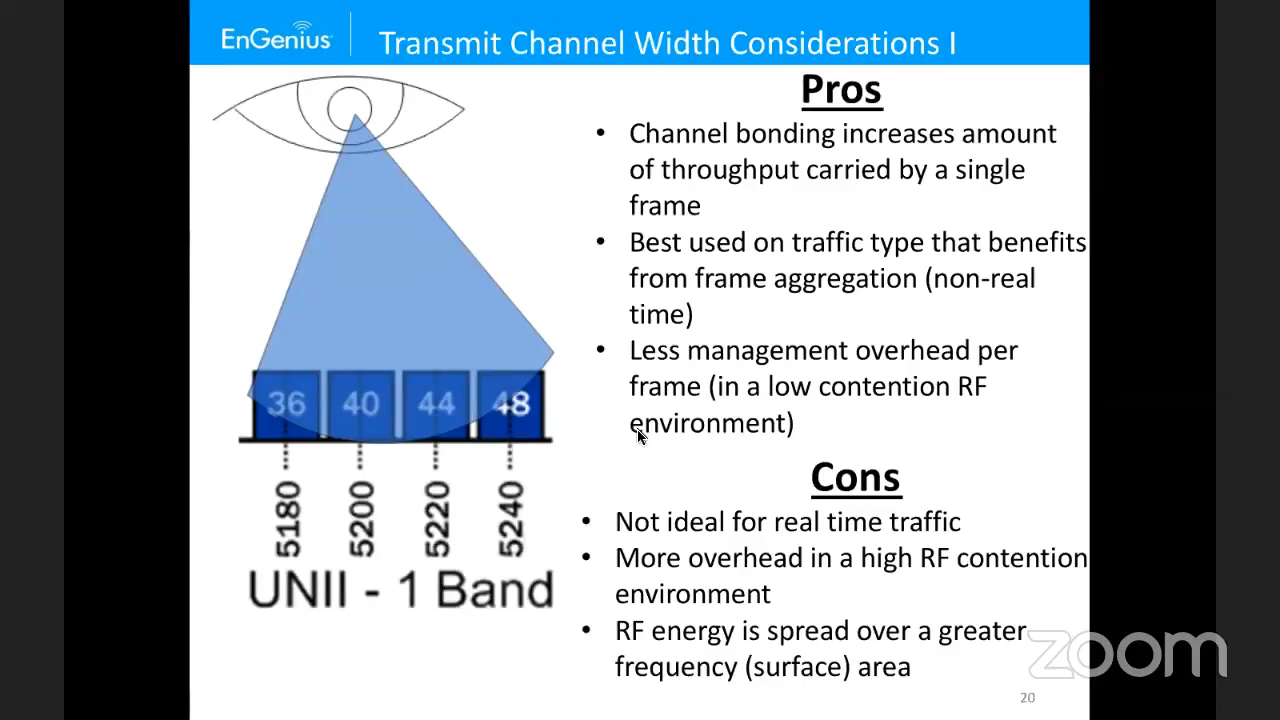 EnGenius
Transmit Channel Width Considerations I
Pros
• Channel bonding increases amount
of throughput carried by a single
frame
• Best used on traffic type that benefits
from frame aggregation (non-real
time)
• Less management overhead per
frame (in a low contention RF
environment)
36 40 44 48
5180 5200 5220 5240
UNII - 1 Band
Cons
• Not ideal for real time traffic
• More overhead in a high RF contention
environment
• RF energy is spread over a greater
frequency (surface) area
zoom
20